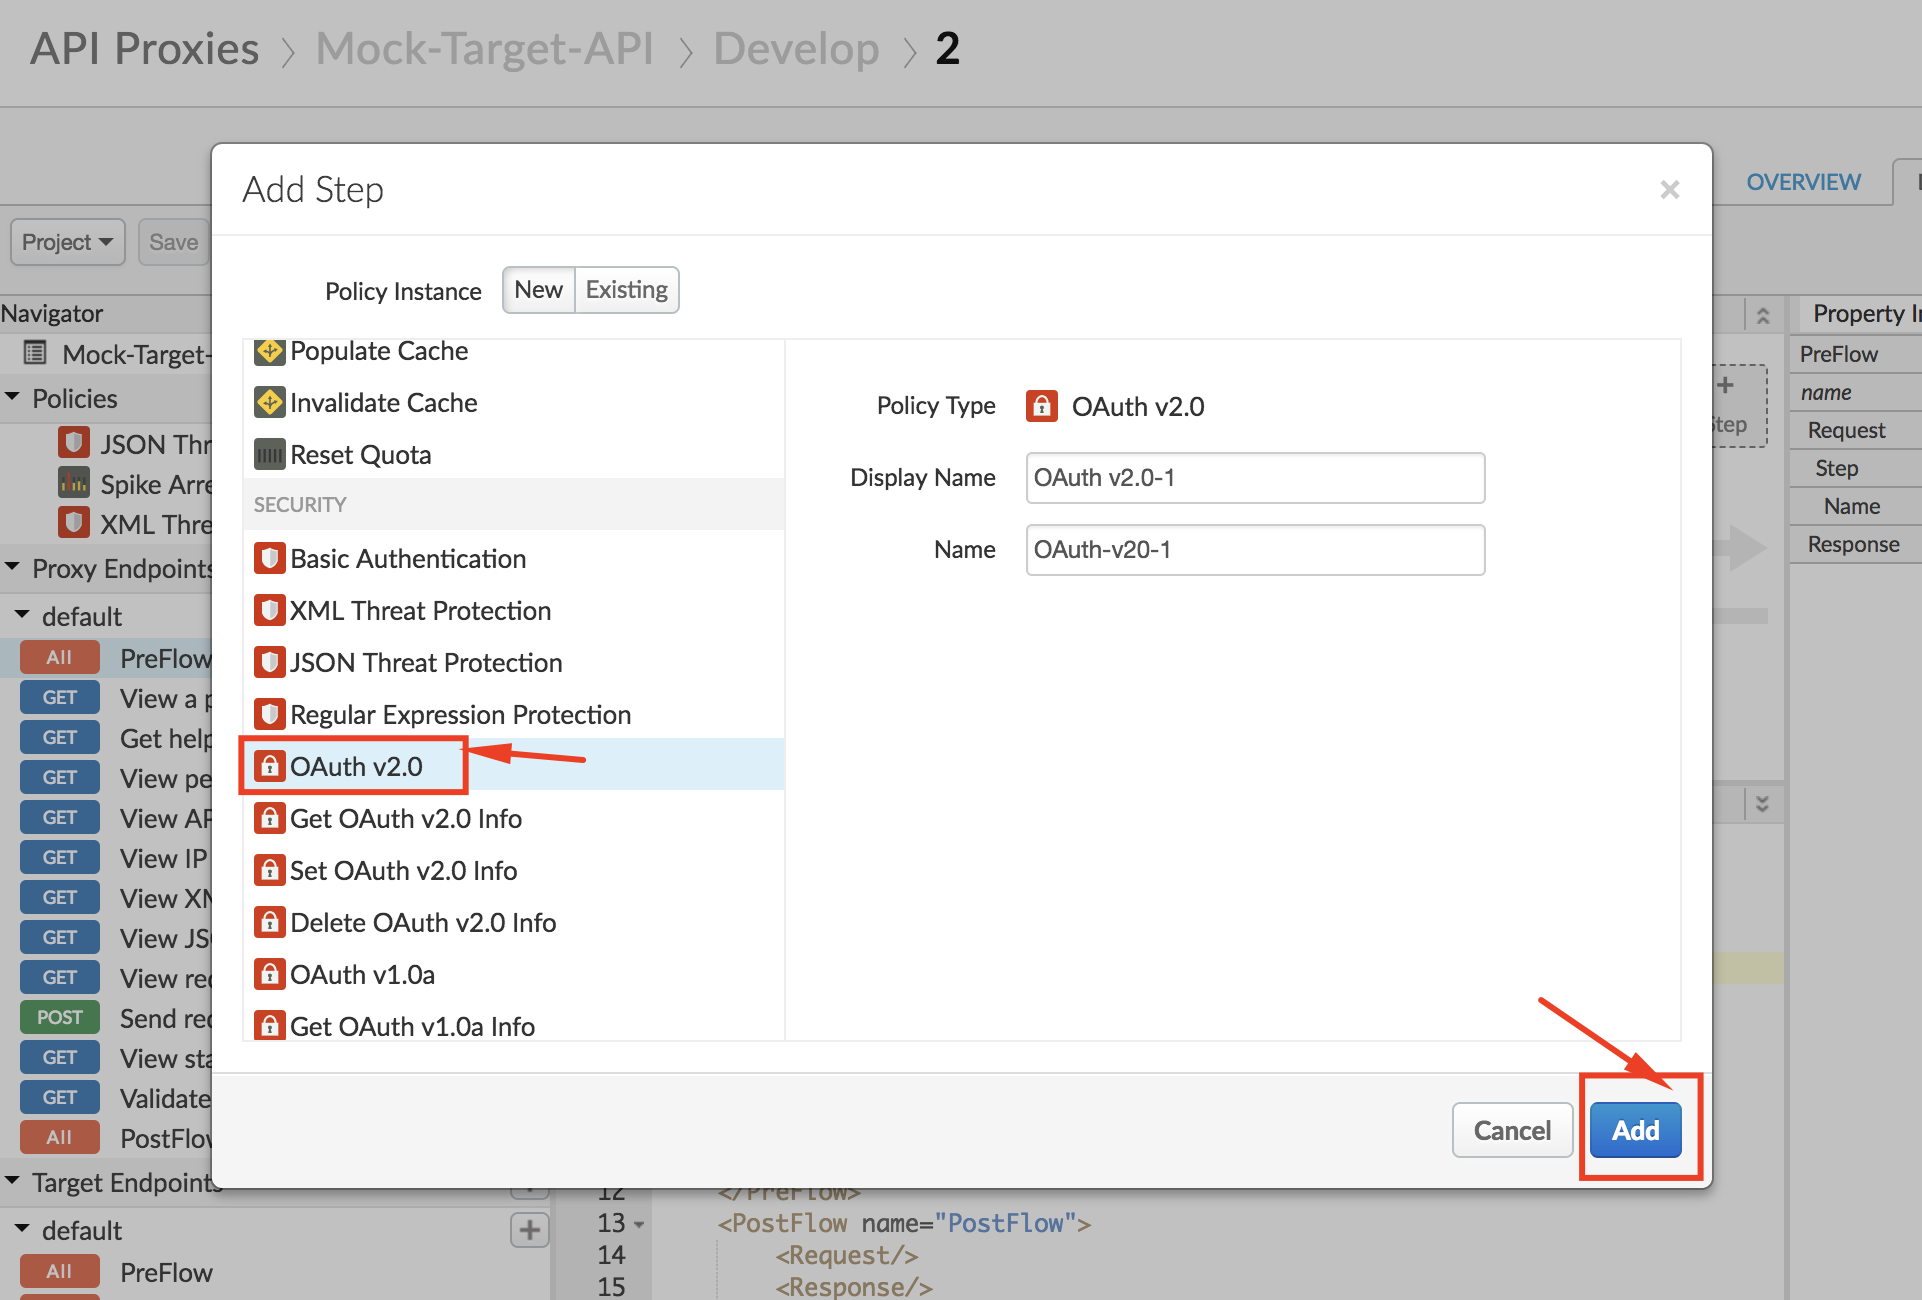 API Proxies > Mock-Target-API > Develop > 2
OVERVIEW
Project Save
Navigator
Mock-Target-
Policies
JSON Thr
Spike Arre
XML Thre
Proxy Endpoints
default
All PreFlow
GET View a p
GET Get help
GET View pe
GET View AP
GET View IP
GET View XM
GET View JSO
GET View rec
POST Send rec
GET View sta
GET Validate
All PostFlow
Target Endpoints
default
All PreFlow
Add Step
×
Policy Instance New Existing
Populate Cache
Invalidate Cache
Reset Quota
SECURITY
Basic Authentication
XML Threat Protection
JSON Threat Protection
Regular Expression Protection
OAuth v2.0
Get OAuth v2.0 Info
Set OAuth v2.0 Info
Delete OAuth v2.0 Info
OAuth v1.0a
Get OAuth v1.0a Info
Policy Type OAuth v2.0
Display Name OAuth v2.0-1
Name OAuth-v20-1
Cancel Add
+
Step
Property In
PreFlow
name
Request
Step
Name
Response
12 </PreFlow>
13 <PostFlow name="PostFlow">
14 <Request/>
15 <Response/>